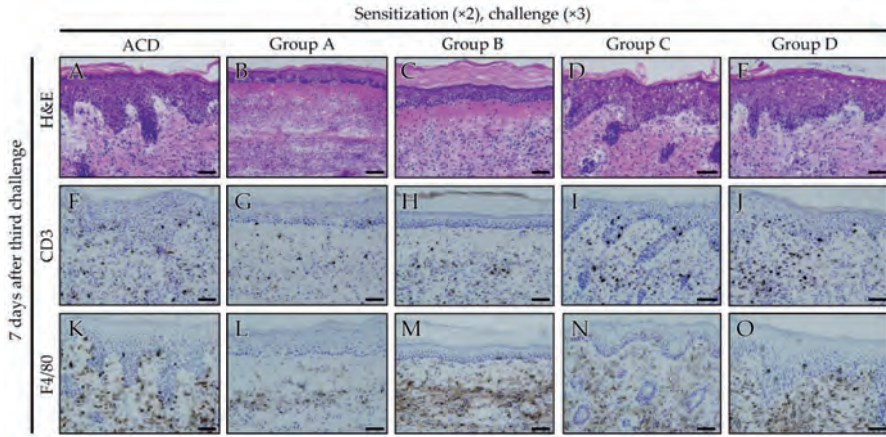 Sensitization (×2), challenge (×3)
ACD Group A Group B Group C Group D
7 days after third challenge
H&E
A B C D E
CD3
F G H I J
F4/80
K L M N O